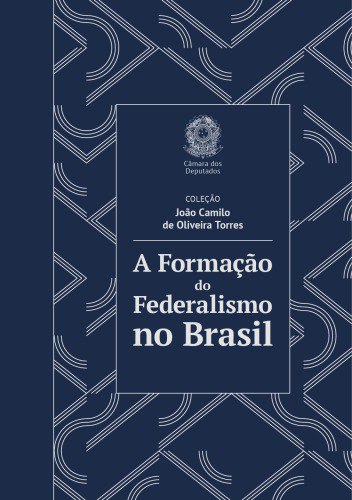 Câmara dos
Deputados
COLEÇÃO
João Camilo
de Oliveira Torres
A Formação
do
Federalismo
no Brasil